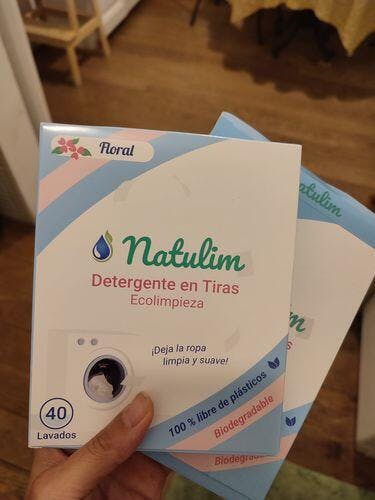 Floral
Natulim
Detergente en Tiras
Ecolimpieza
¡Deja la ropa
limpia y suave!
40
Lavados
100 % libre de plásticos
Biodegradable
Natulim
m
s
Biodegrada